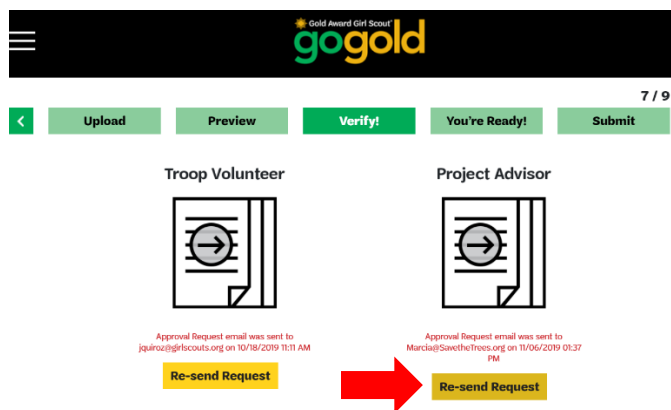 Gold Award Girl Scout
gogold
7 / 9
<
Upload
Preview
Verify!
You're Ready!
Submit
Troop Volunteer
Project Advisor
Approval Request email was sent to
jquiroz@girlscouts.org on 10/18/2019 11:11 AM
Re-send Request
Approval Request email was sent to
Marcia@SavetheTrees.org on 11/06/2019 01:37
PM
Re-send Request